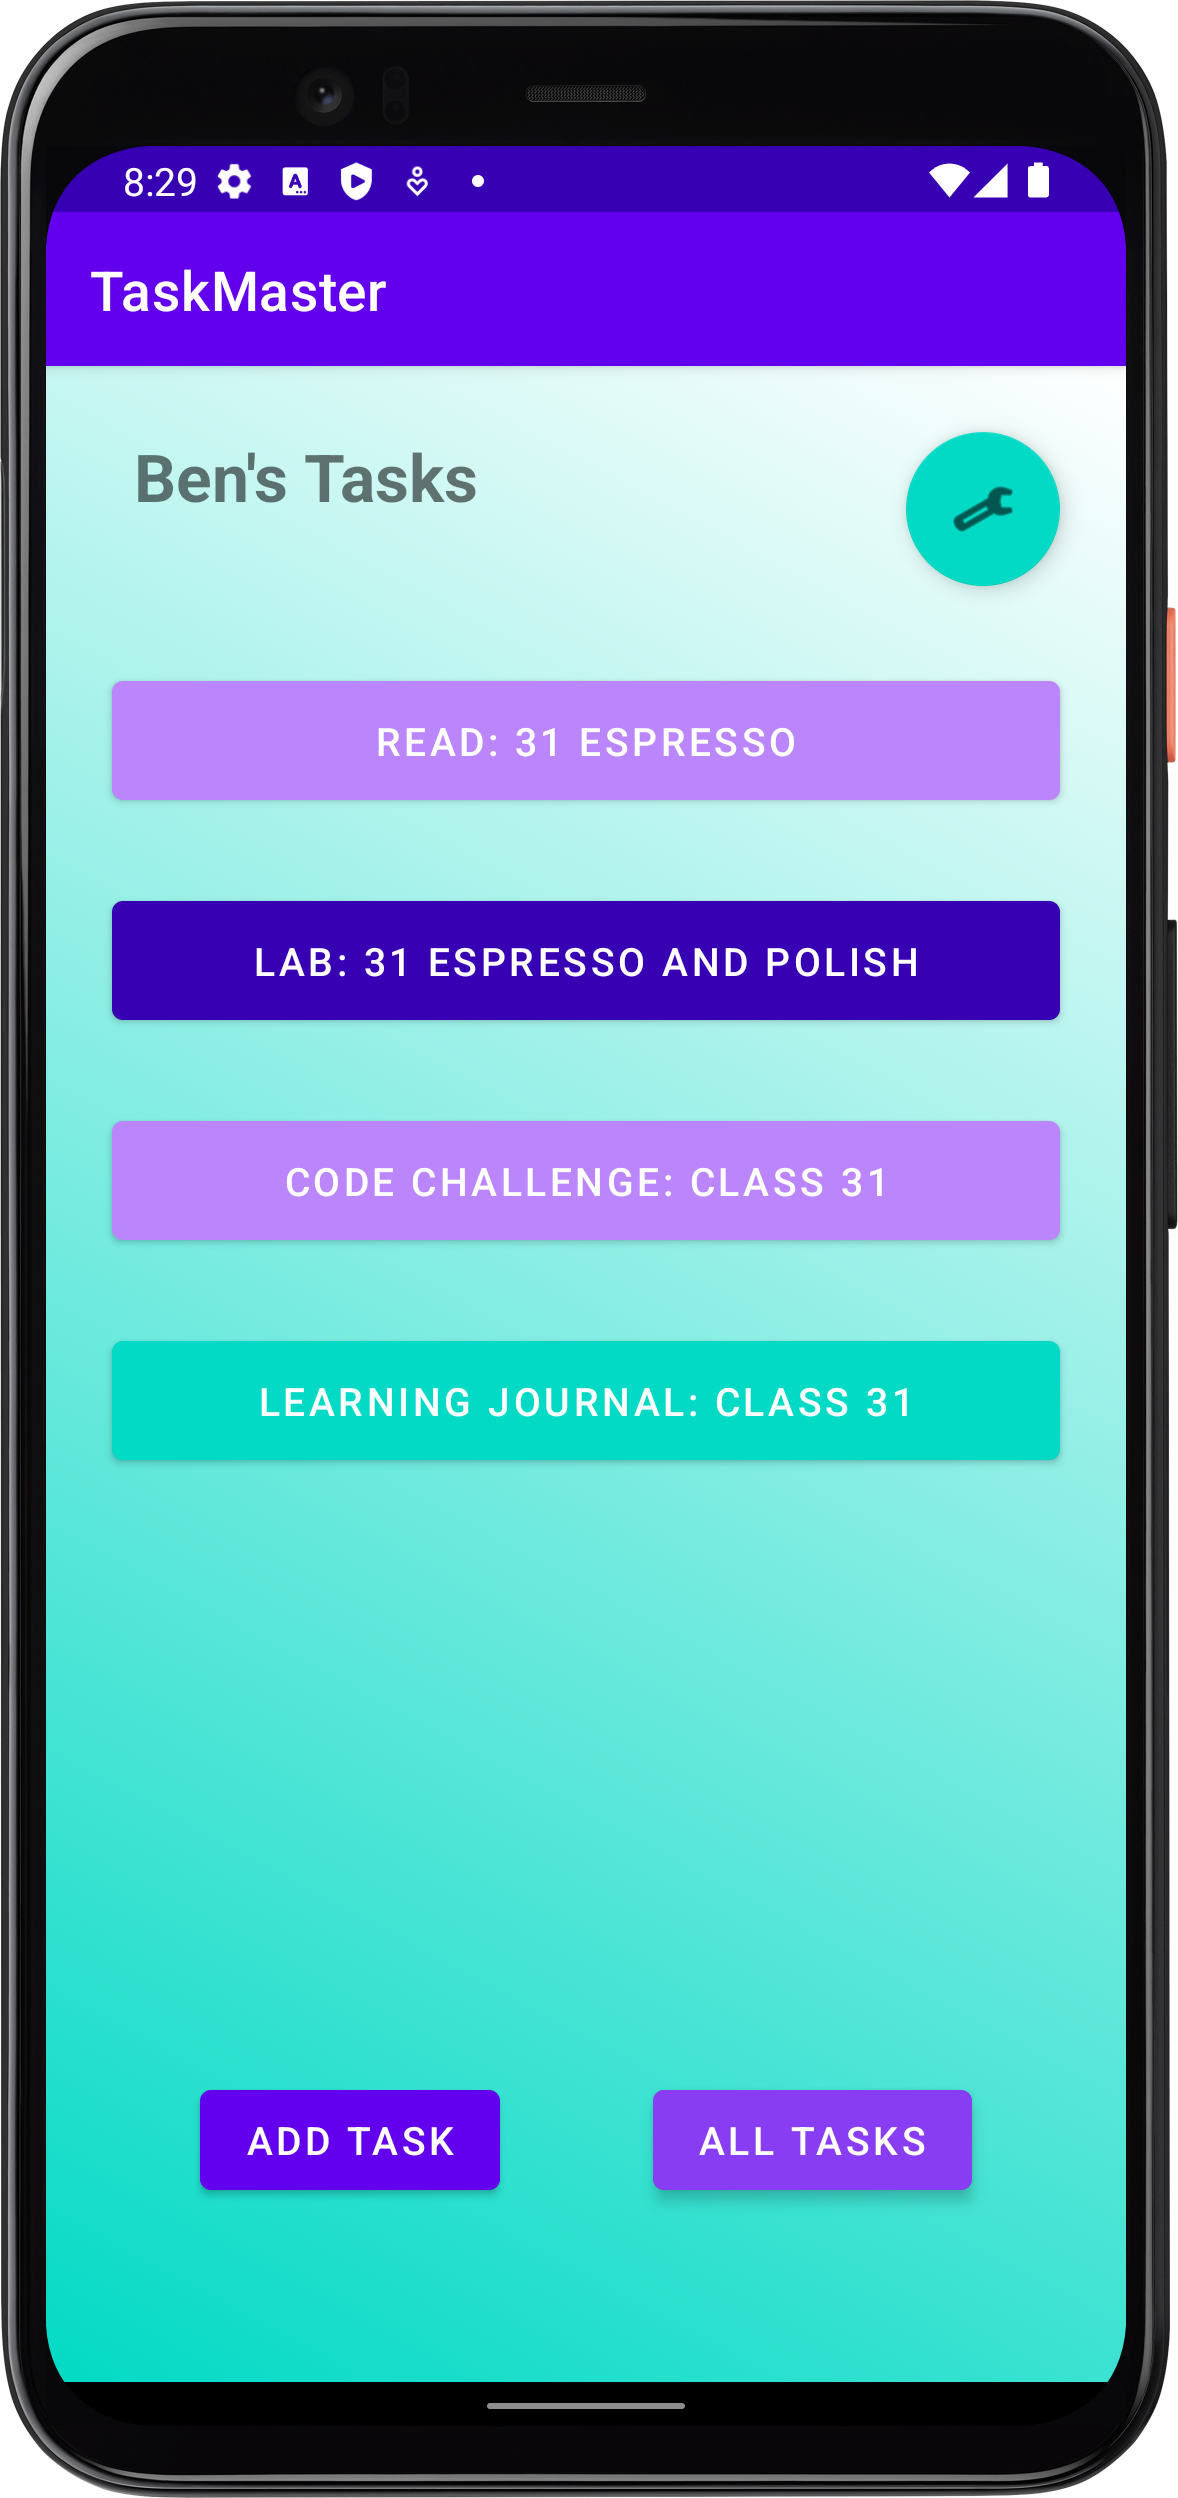 8:29
TaskMaster
Ben's Tasks
READ: 31 ESPRESSO
LAB: 31 ESPRESSO AND POLISH
CODE CHALLENGE: CLASS 31
LEARNING JOURNAL: CLASS 31
ADD TASK
ALL TASKS